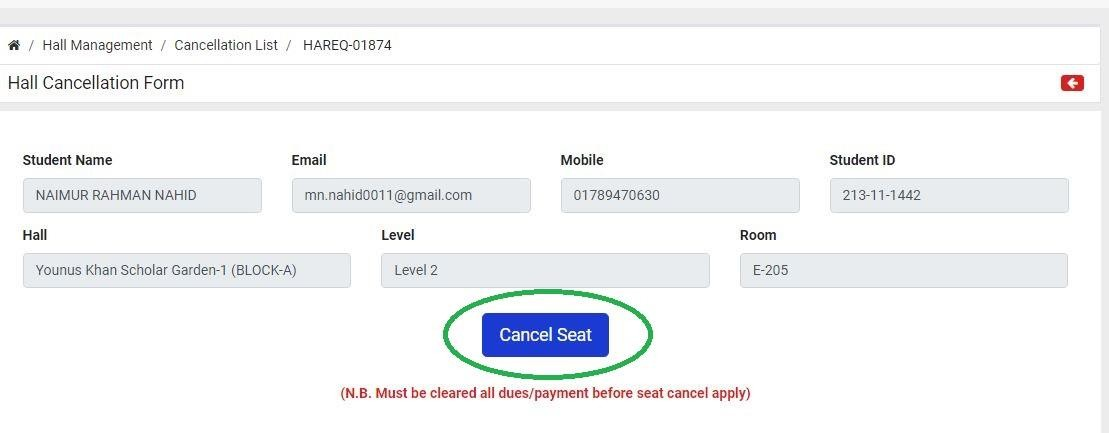 / Hall Management / Cancellation List / HAREQ-01874
Hall Cancellation Form
Student Name Email Mobile Student ID
NAIMUR RAHMAN NAHID mn.nahid0011@gmail.com 01789470630 213-11-1442
Hall Level Room
Younus Khan Scholar Garden-1 (BLOCK-A) Level 2 E-205
Cancel Seat
(N.B. Must be cleared all dues/payment before seat cancel apply)